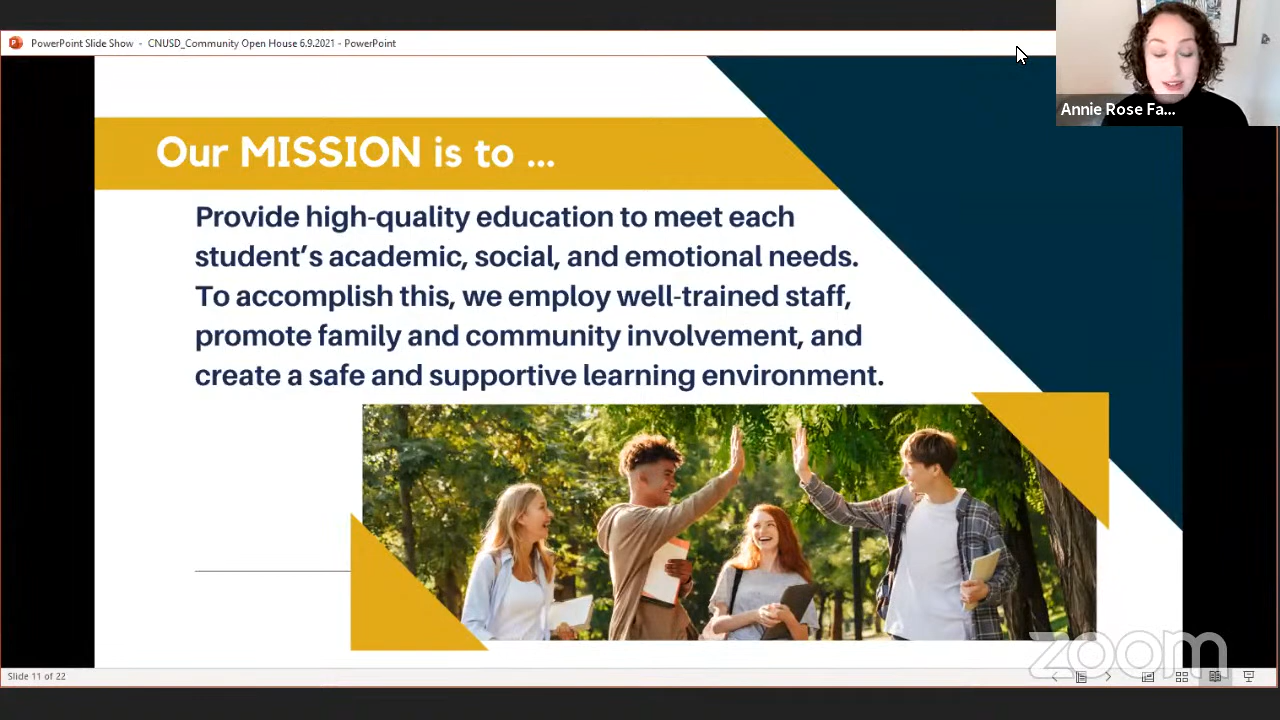 PowerPoint Slide Show - CNUSD_Community Open House 6.9.2021 - PowerPoint
Annie Rose Fa...
Our MISSION is to ...
Provide high-quality education to meet each
student’s academic, social, and emotional needs.
To accomplish this, we employ well-trained staff,
promote family and community involvement, and
create a safe and supportive learning environment.
zoom
Slide 11 of 22